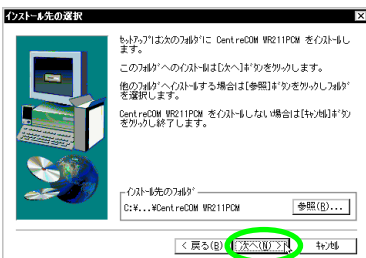 インストール先の選択
ｾｯﾄｱｯﾌﾟは次のﾌｫﾙﾀﾞに CentreCOM WR211PCM をｲﾝｽﾄｰﾙし
ます。
このﾌｫﾙﾀﾞへのｲﾝｽﾄｰﾙは[次へ]ﾎﾞﾀﾝをｸﾘｯｸします。
他のﾌｫﾙﾀﾞへｲﾝｽﾄｰﾙする場合は[参照]ﾎﾞﾀﾝをｸﾘｯｸしﾌｫﾙﾀﾞ
を選択します。
CentreCOM WR211PCM をｲﾝｽﾄｰﾙしない場合は[ｷｬﾝｾﾙ]ﾎﾞﾀﾝ
をｸﾘｯｸし終了します。
ｲﾝｽﾄｰﾙ先のﾌｫﾙﾀﾞ
C:¥...¥CentreCOM WR211PCM
参照(R)...
< 戻る(B)
次へ(N) >
ｷｬﾝｾﾙ